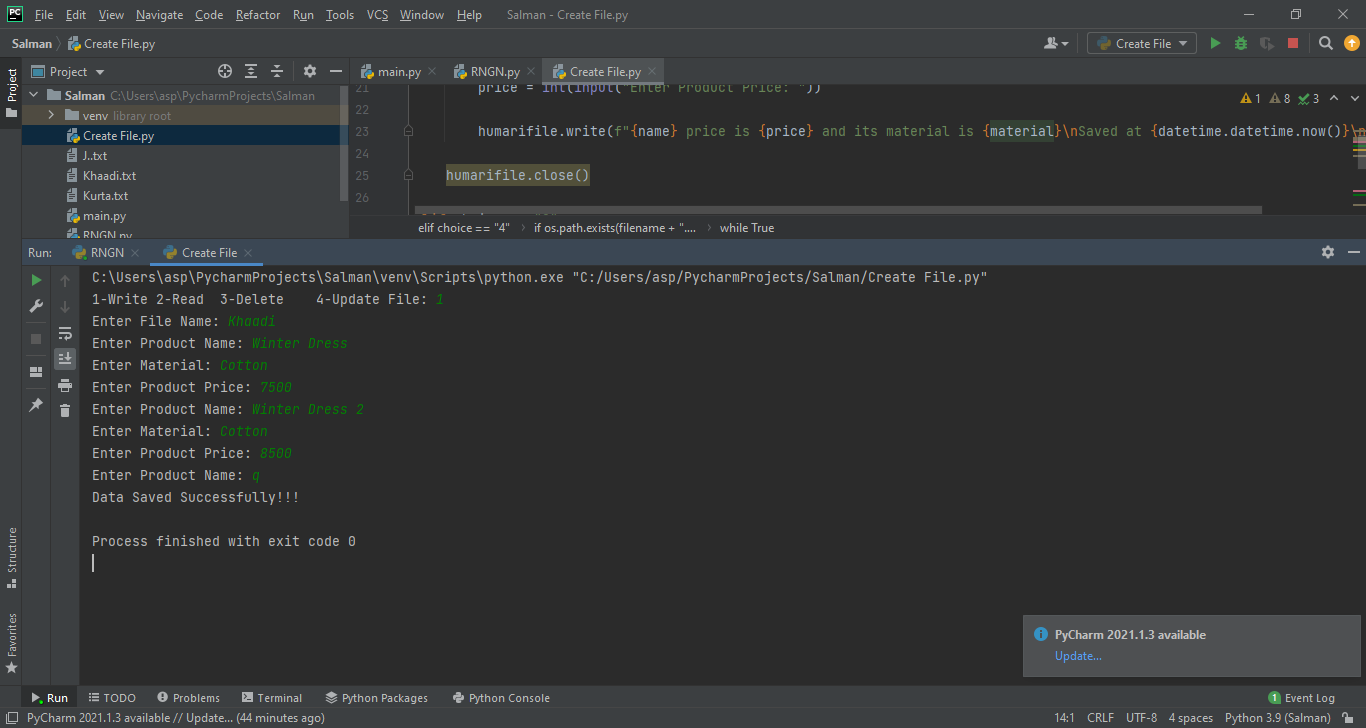 PC File Edit View Navigate Code Refactor Run Tools VCS Window Help Salman - Create File.py
Salman Create File.py Create File
Project main.py RNGN.py Create File.py
Project
Salman C:\Users\asp\PycharmProjects\Salman
venv library root
Create File.py
J..txt
Khaadi.txt
Kurta.txt
main.py
RNGN.py
21 price = int(input("Enter Product Price: "))
1 8 3
22
23 humarifile.write(f"{name} price is {price} and its material is {material}\nSaved at {datetime.datetime.now()}\n
24
25 humarifile.close()
26
elif choice == "4" if os.path.exists(filename + ".... while True
Run: RNGN Create File
C:\Users\asp\PycharmProjects\Salman\venv\Scripts\python.exe "C:/Users/asp/PycharmProjects/Salman/Create File.py"
1-Write 2-Read 3-Delete 4-Update File: 1
Enter File Name: Khaadi
Enter Product Name: Winter Dress
Enter Material: Cotton
Enter Product Price: 7500
Enter Product Name: Winter Dress 2
Enter Material: Cotton
Enter Product Price: 8500
Enter Product Name: q
Data Saved Successfully!!!
Process finished with exit code 0
Structure
Favorites
PyCharm 2021.1.3 available
Update...
Run TODO Problems Terminal Python Packages Python Console 1 Event Log
PyCharm 2021.1.3 available // Update... (44 minutes ago) 14:1 CRLF UTF-8 4 spaces Python 3.9 (Salman)